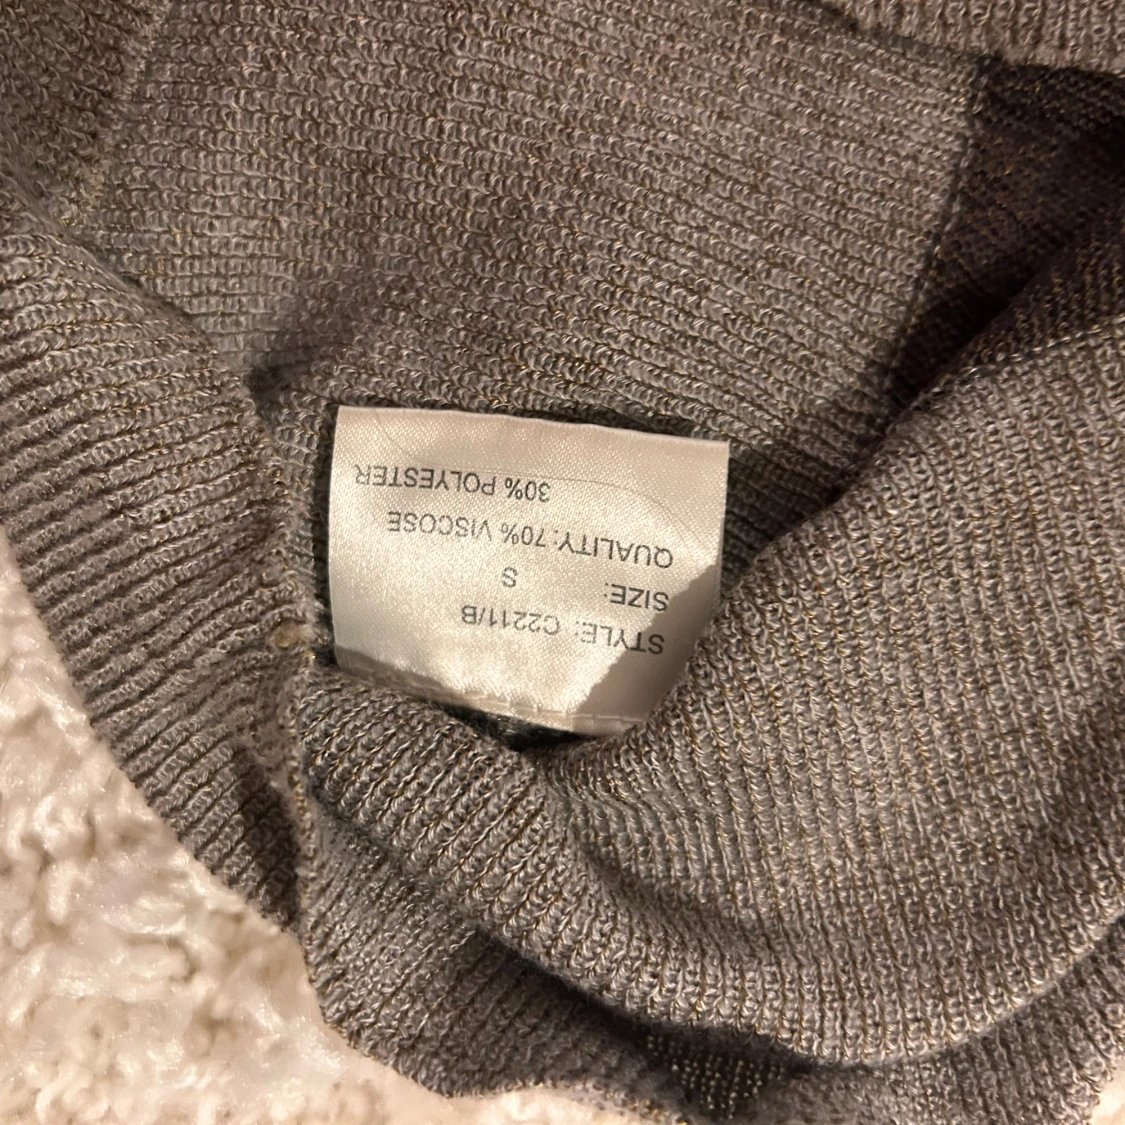 STYLE: C2211/B
SIZE: S
QUALITY: 70% VISCOSE
30% POLYESTER